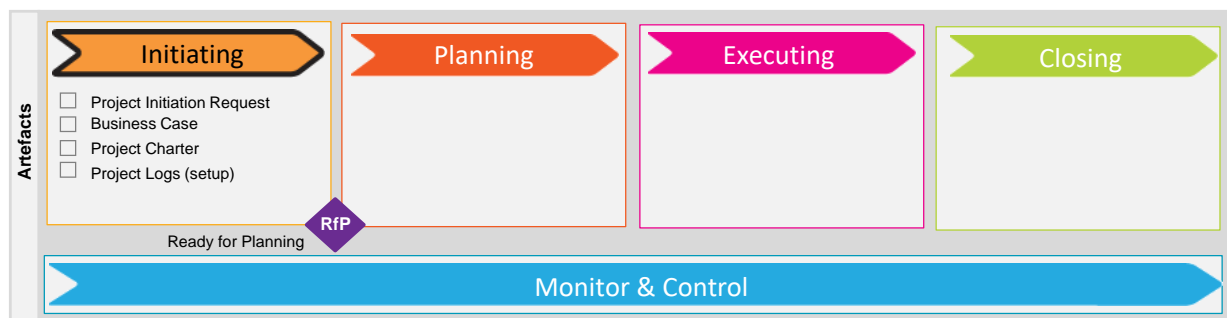 Artefacts
Initiating
Planning
Executing
Closing
Project Initiation Request
Business Case
Project Charter
Project Logs (setup)
RfP
Ready for Planning
Monitor & Control